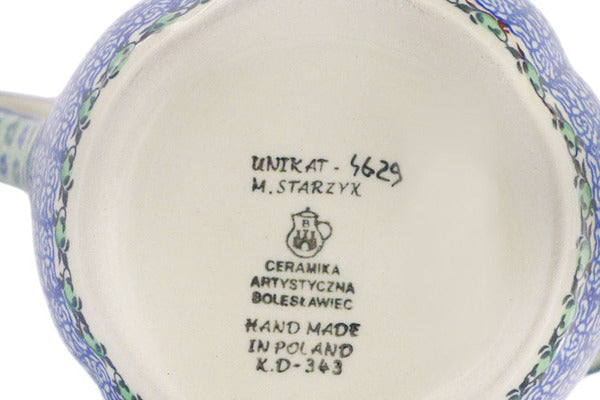 UNIKAT - 4629
M. STARZYK
B
CERAMIKA
ARTYSTYCZNA
BOLESŁAWIEC
HAND MADE
IN POLAND
K.D-343